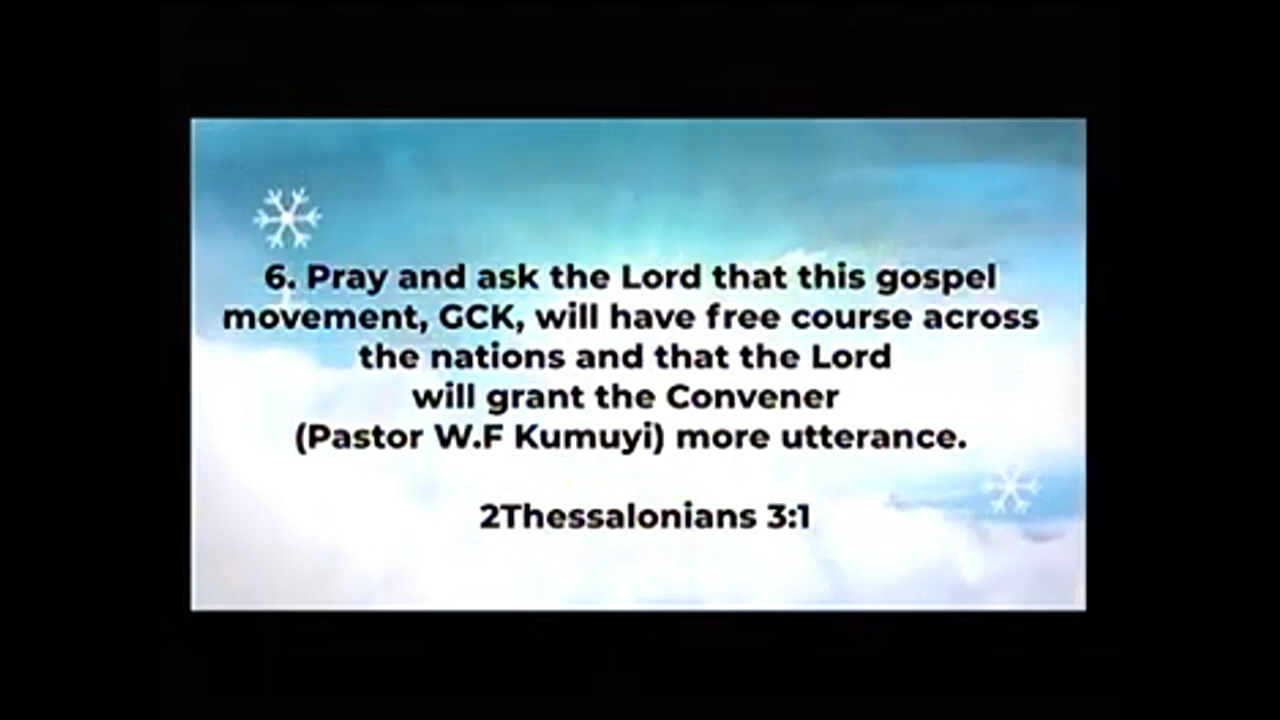 6. Pray and ask the Lord that this gospel
movement, GCK, will have free course across
the nations and that the Lord
will grant the Convener
(Pastor W.F Kumuyi) more utterance.
2Thessalonians 3:1